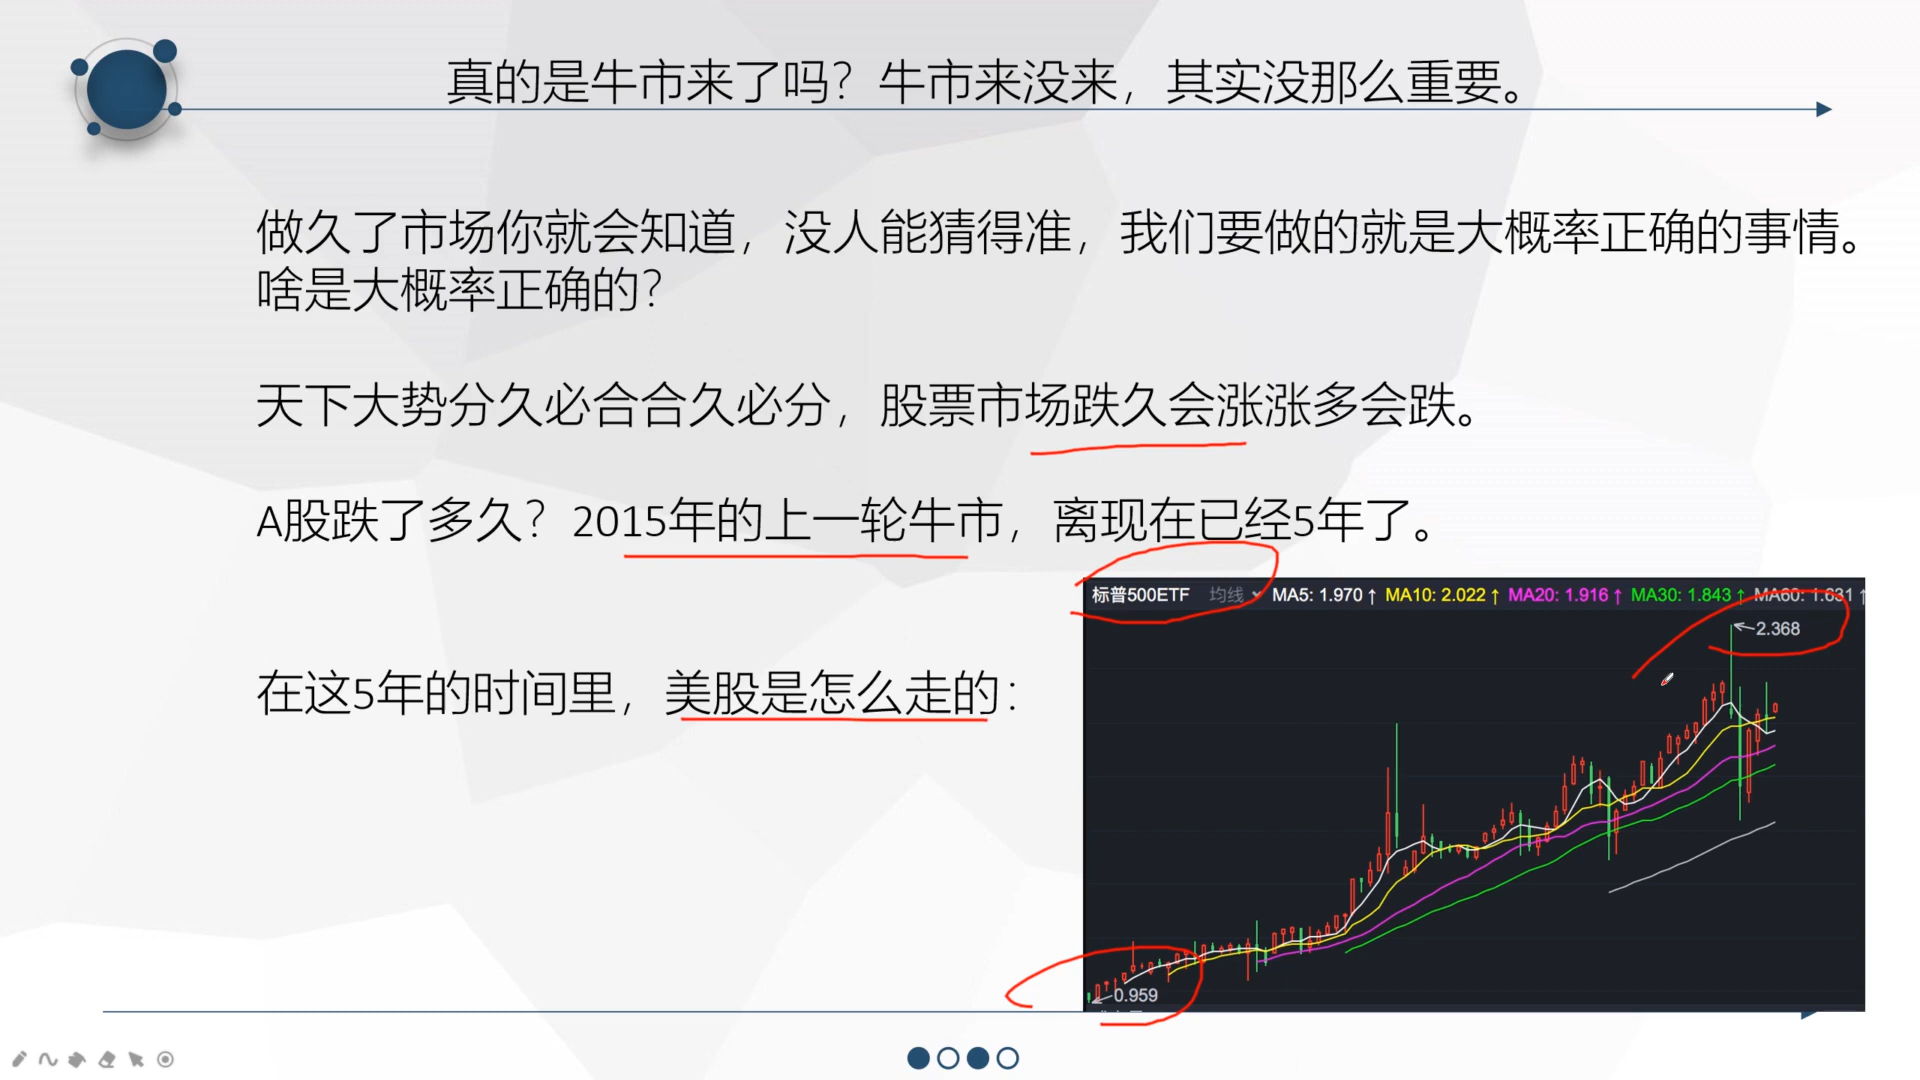 真的是牛市来了吗？牛市来没来，其实没那么重要。
做久了市场你就会知道，没人能猜得准，我们要做的就是大概率正确的事情。
啥是大概率正确的？
天下大势分久必合合久必分，股票市场跌久会涨涨多会跌。
A股跌了多久？2015年的上一轮牛市，离现在已经5年了。
标普500ETF 均线 MA5: 1.970↑ MA10: 2.022↑ MA20: 1.916↑ MA30: 1.843↑ MA60: 1.631↑
2.368
在这5年的时间里，美股是怎么走的：
0.959